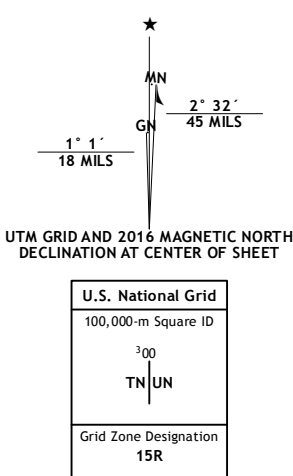 ★
MN
GN
2° 32´
45 MILS
1° 1´
18 MILS
UTM GRID AND 2016 MAGNETIC NORTH
DECLINATION AT CENTER OF SHEET
U.S. National Grid
100,000-m Square ID
³00
TN UN
Grid Zone Designation
15R